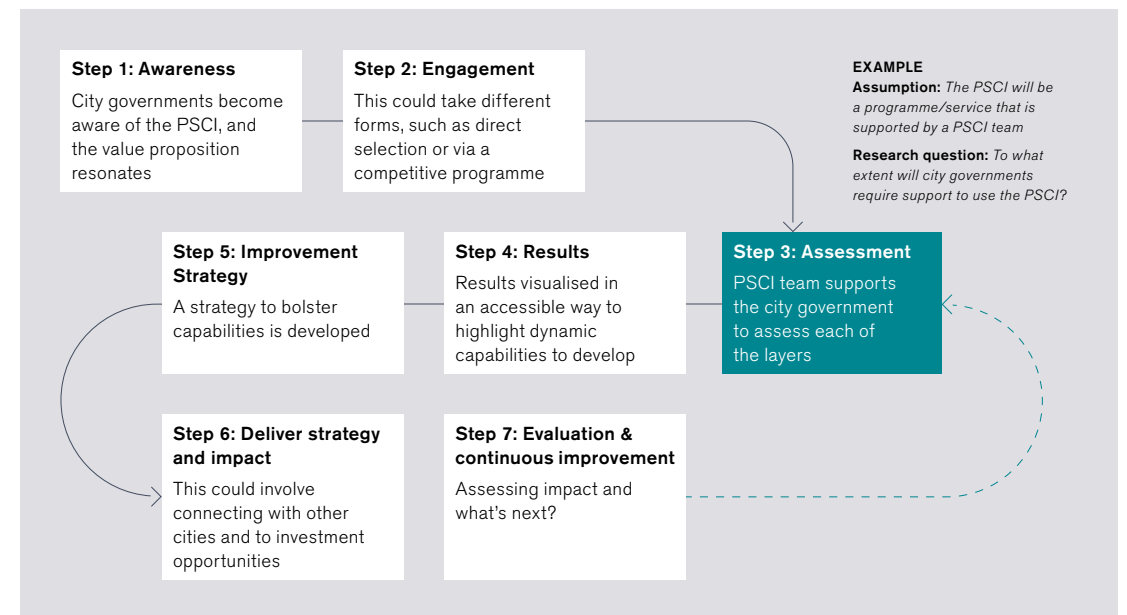 Step 1: Awareness
City governments become
aware of the PSCI, and
the value proposition
resonates
Step 2: Engagement
This could take different
forms, such as direct
selection or via a
competitive programme
EXAMPLE
Assumption: The PSCI will be
a programme/service that is
supported by a PSCI team
Research question: To what
extent will city governments
require support to use the PSCI?
Step 3: Assessment
PSCI team supports
the city government
to assess each of
the layers
Step 4: Results
Results visualised in
an accessible way to
highlight dynamic
capabilities to develop
Step 5: Improvement
Strategy
A strategy to bolster
capabilities is developed
Step 6: Deliver strategy
and impact
This could involve
connecting with other
cities and to investment
opportunities
Step 7: Evaluation &
continuous improvement
Assessing impact and
what's next?